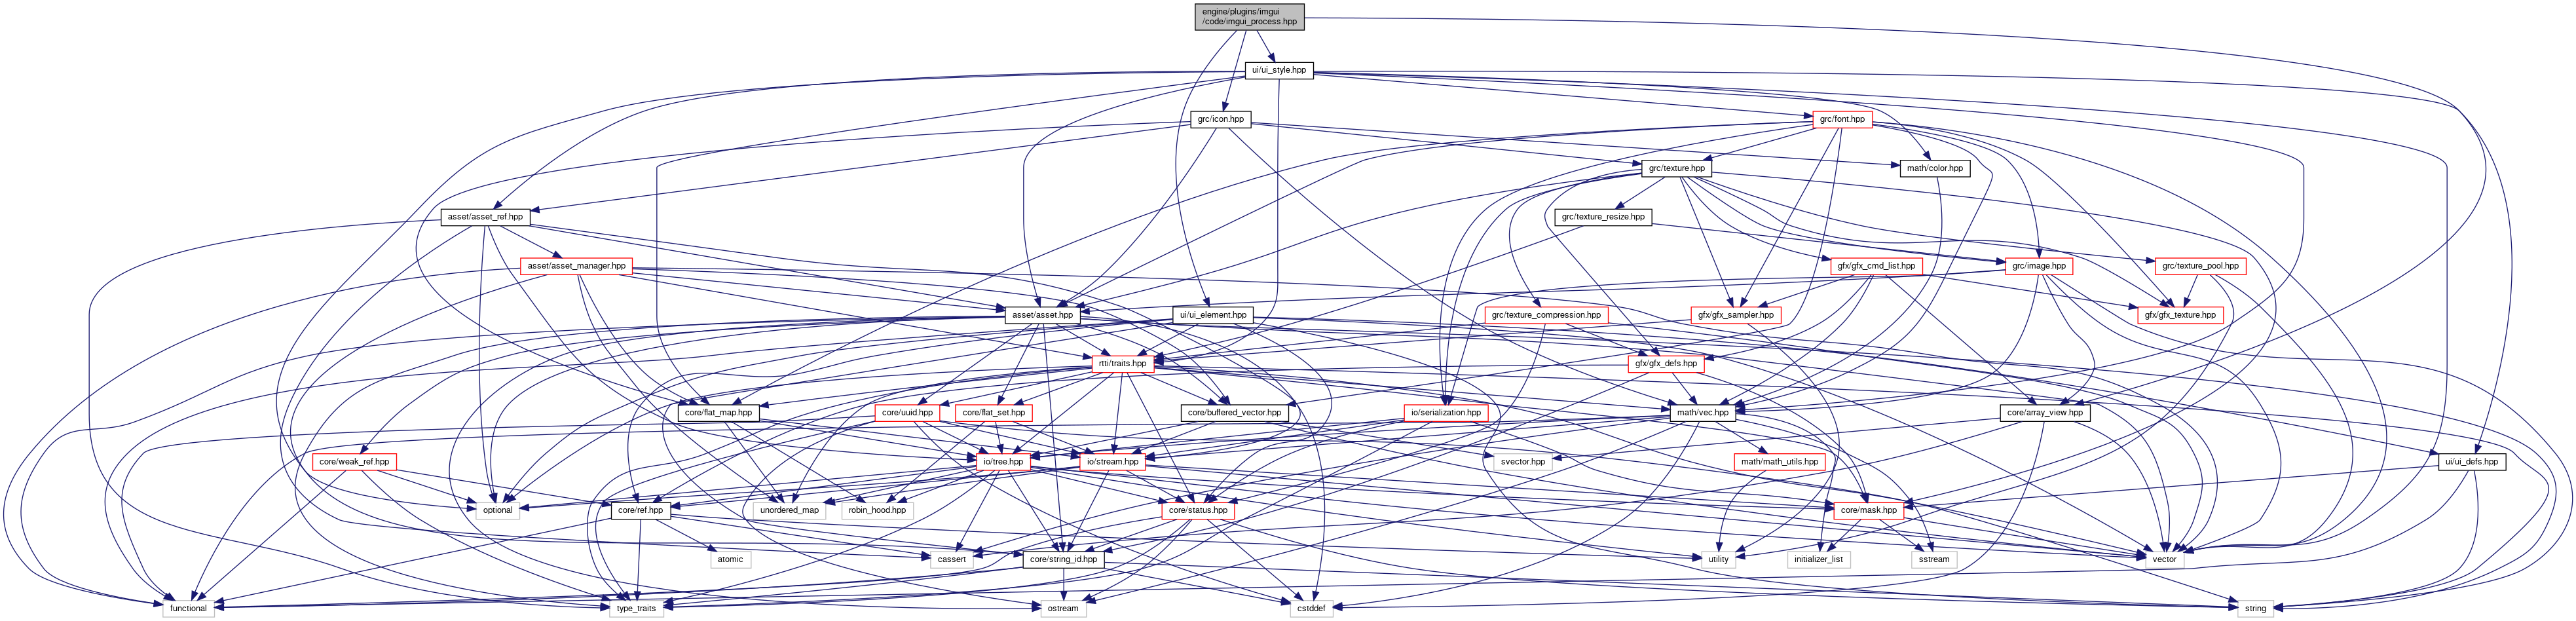 engine/plugins/imgui
/code/imgui_process.hpp
ui/ui_style.hpp
grc/icon.hpp
grc/font.hpp
grc/texture.hpp
math/color.hpp
asset/asset_ref.hpp
grc/texture_resize.hpp
asset/asset_manager.hpp
gfx/gfx_cmd_list.hpp
grc/image.hpp
grc/texture_pool.hpp
asset/asset.hpp
ui/ui_element.hpp
grc/texture_compression.hpp
gfx/gfx_sampler.hpp
gfx/gfx_texture.hpp
rtti/traits.hpp
gfx/gfx_defs.hpp
core/flat_map.hpp
core/uuid.hpp
core/flat_set.hpp
core/buffered_vector.hpp
io/serialization.hpp
math/vec.hpp
core/array_view.hpp
core/weak_ref.hpp
io/tree.hpp
io/stream.hpp
svector.hpp
math/math_utils.hpp
ui/ui_defs.hpp
optional
core/ref.hpp
unordered_map
robin_hood.hpp
core/status.hpp
core/mask.hpp
atomic
cassert
core/string_id.hpp
utility
initializer_list
sstream
vector
functional
type_traits
ostream
cstddef
string